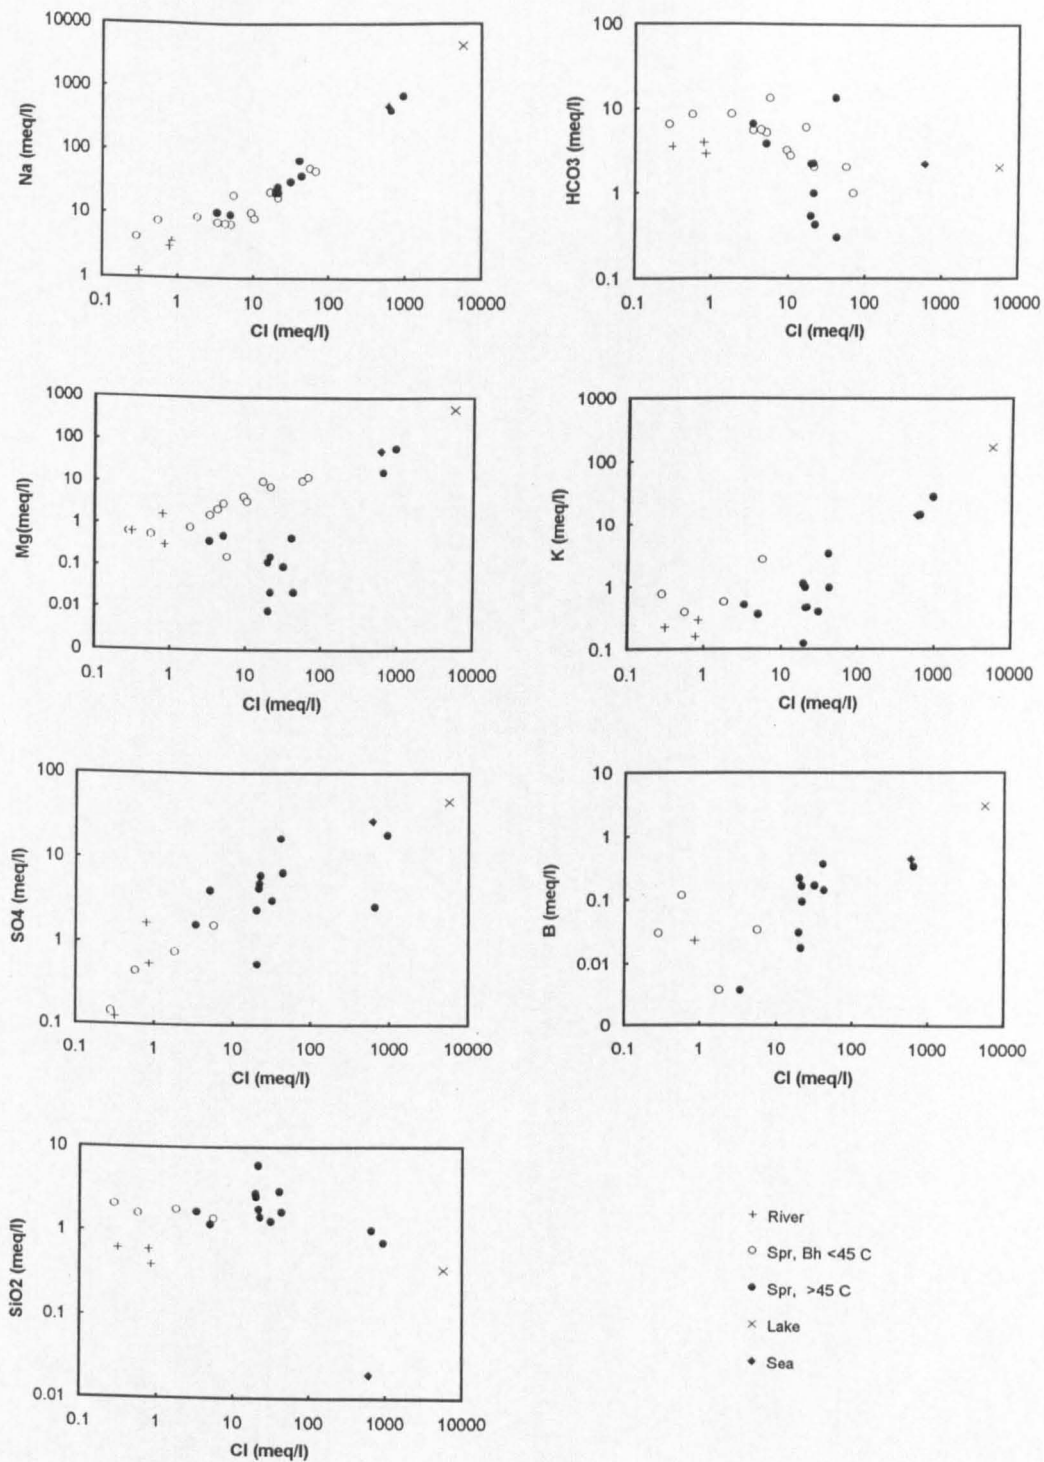 10000
1000
100
10
1
Na (meq/l)
0.1 1 10 100 1000 10000
Cl (meq/l)
100
10
1
0.1
HCO3 (meq/l)
0.1 1 10 100 1000 10000
Cl (meq/l)
1000
100
10
1
0.1
0.01
0
Mg(meq/l)
0.1 1 10 100 1000 10000
Cl (meq/l)
1000
100
10
1
0.1
K (meq/l)
0.1 1 10 100 1000 10000
Cl (meq/l)
100
10
1
0.1
SO4 (meq/l)
0.1 1 10 100 1000 10000
Cl (meq/l)
10
1
0.1
0.01
0
B (meq/l)
0.1 1 10 100 1000 10000
Cl (meq/l)
10
1
0.1
0.01
SiO2 (meq/l)
0.1 1 10 100 1000 10000
Cl (meq/l)
River
Spr, Bh <45 C
Spr, >45 C
Lake
Sea